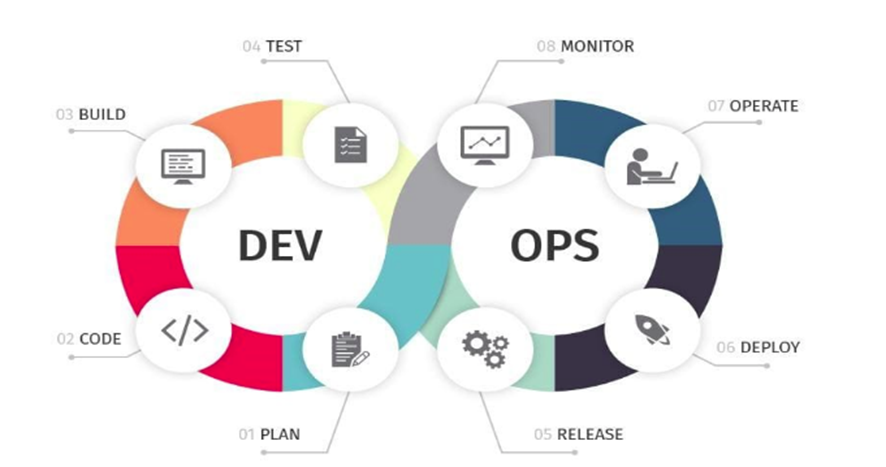 04 TEST
08 MONITOR
03 BUILD
07 OPERATE
DEV
OPS
</>
02 CODE
06 DEPLOY
01 PLAN
05 RELEASE